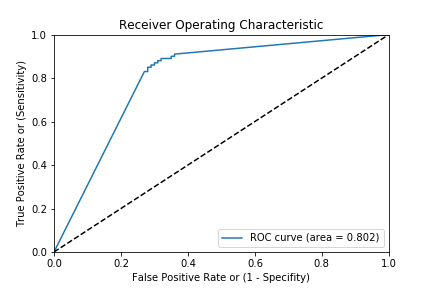 Receiver Operating Characteristic
True Positive Rate or (Sensitivity)
1.0
0.8
0.6
0.4
0.2
0.0
ROC curve (area = 0.802)
0.0 0.2 0.4 0.6 0.8 1.0
False Positive Rate or (1 - Specifity)